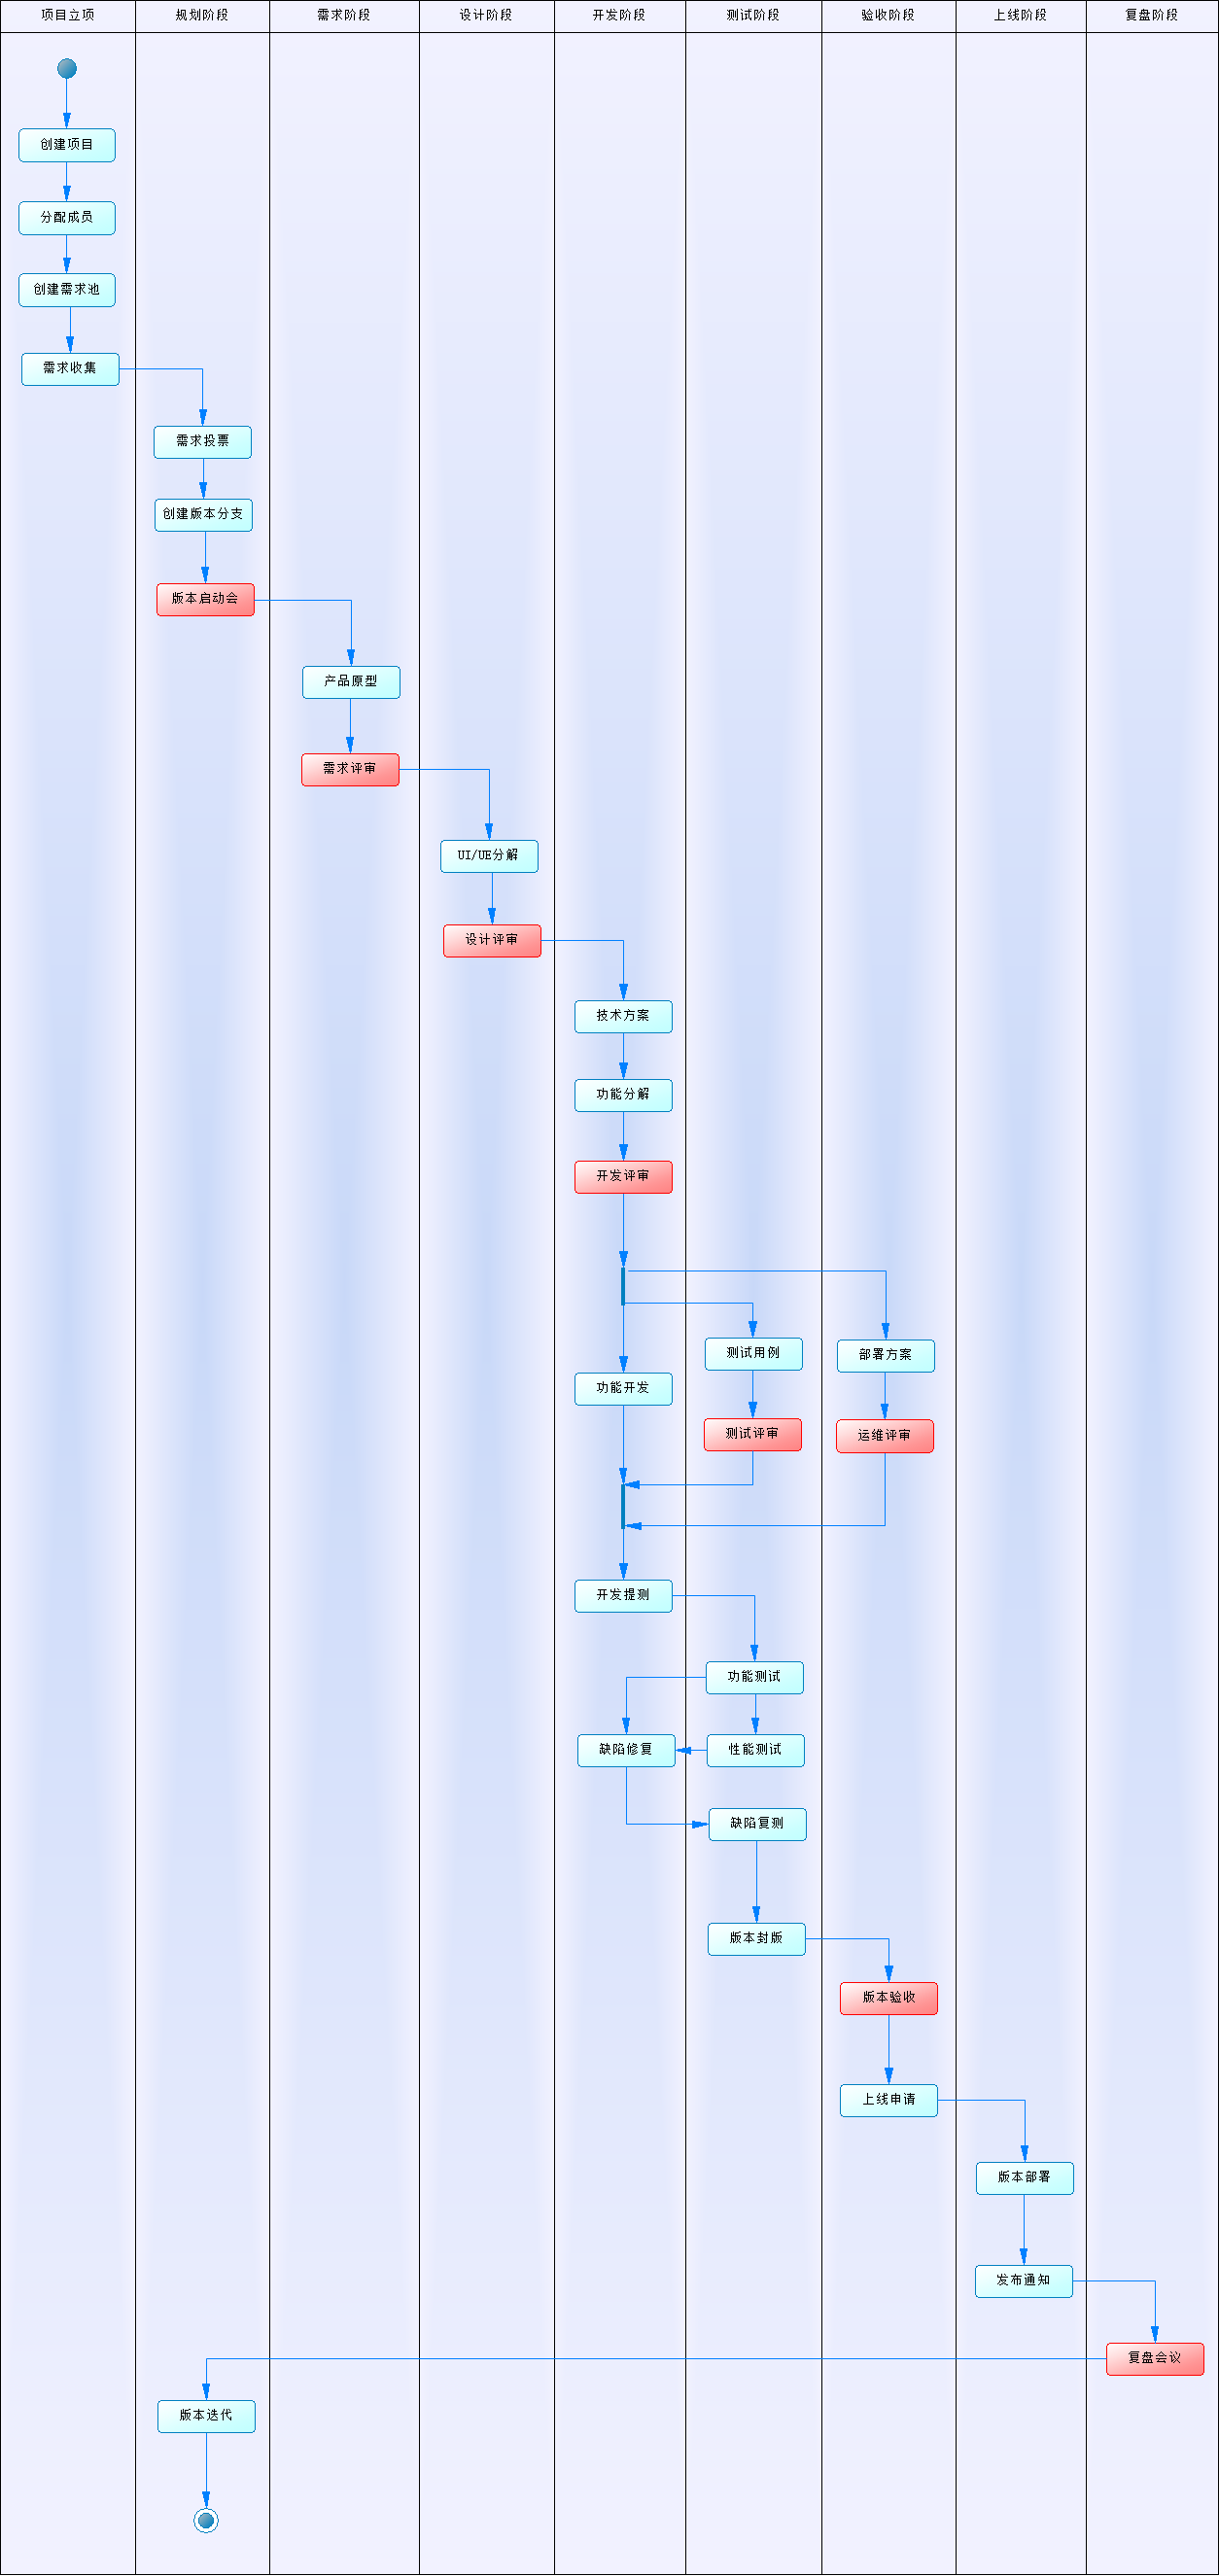 项目立项
规划阶段
需求阶段
设计阶段
开发阶段
测试阶段
验收阶段
上线阶段
复盘阶段
创建项目
分配成员
创建需求池
需求收集
需求投票
创建版本分支
版本启动会
产品原型
需求评审
UI/UE分解
设计评审
技术方案
功能分解
开发评审
测试用例
部署方案
功能开发
测试评审
运维评审
开发提测
功能测试
缺陷修复
性能测试
缺陷复测
版本封版
版本验收
上线申请
版本部署
发布通知
复盘会议
版本迭代